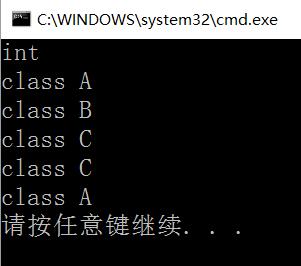 C:\WINDOWS\system32\cmd.exe
int
class A
class B
class C
class C
class A
请按任意键继续. . .